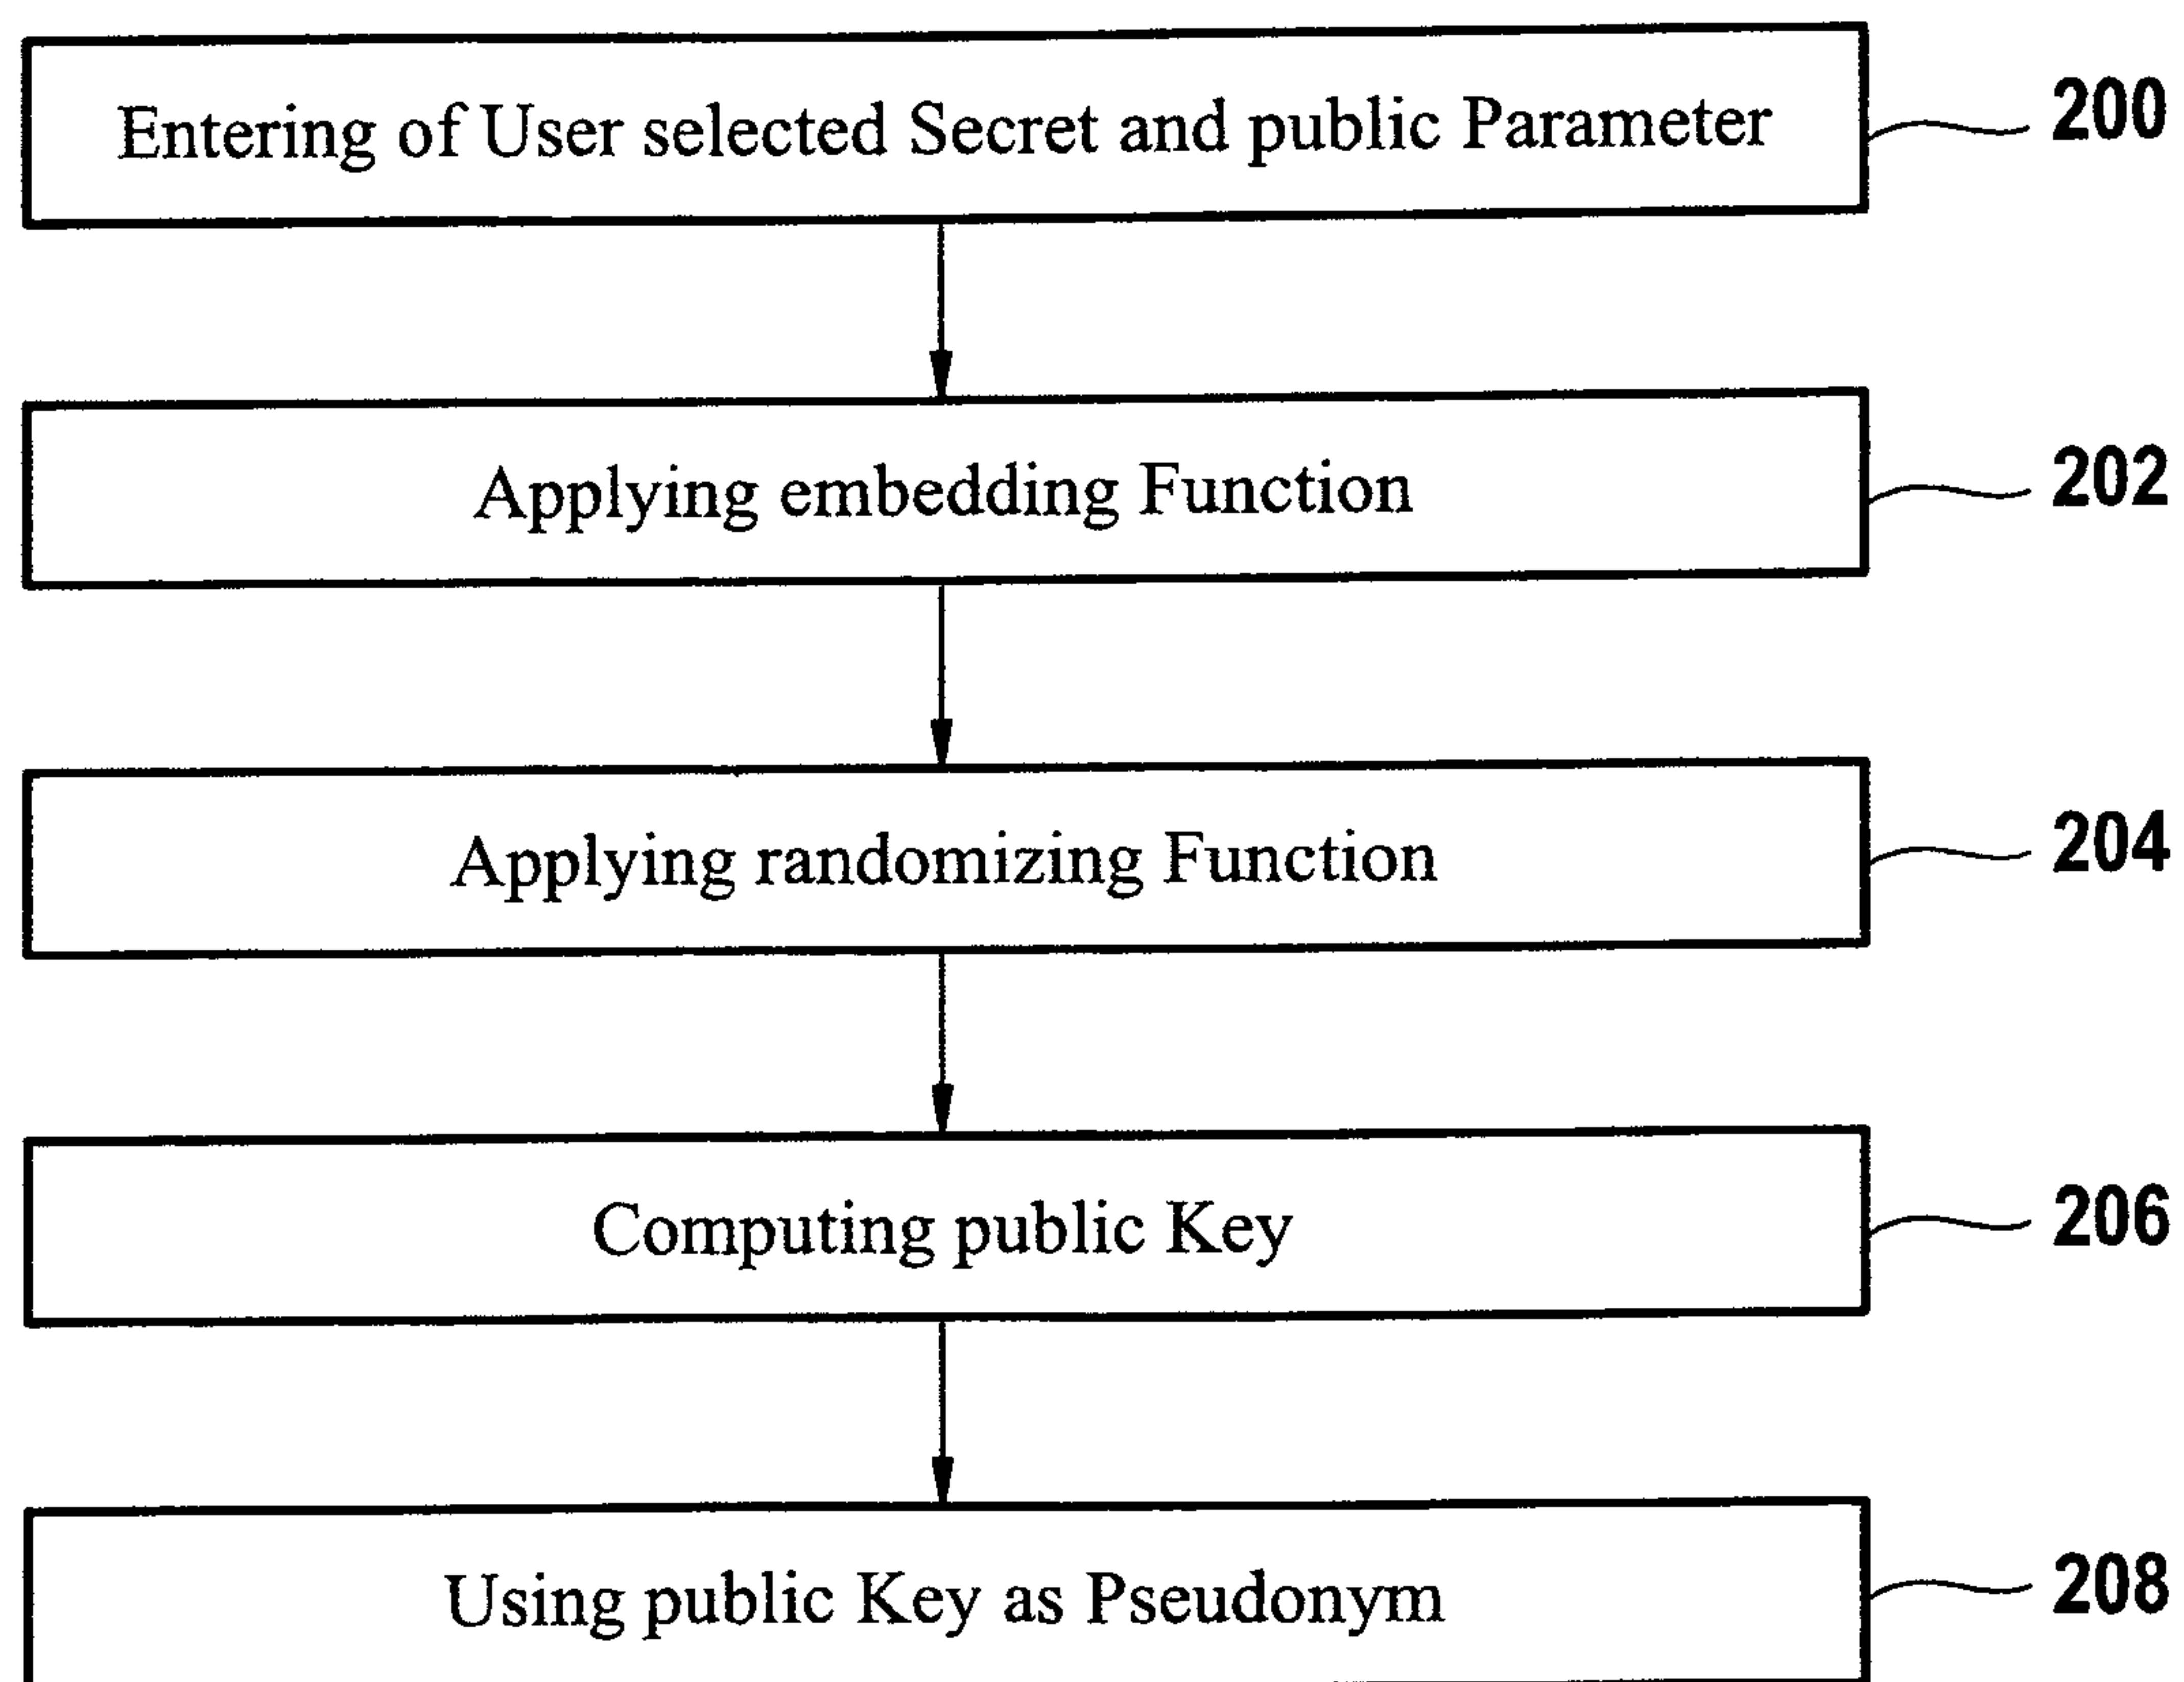 Entering of User selected Secret and public Parameter 200
Applying embedding Function 202
Applying randomizing Function 204
Computing public Key 206
Using public Key as Pseudonym 208